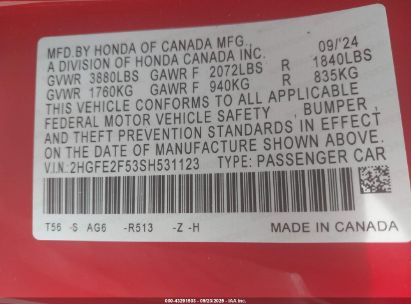 MFD.BY HONDA OF CANADA MFG., 09/'24
A DIVISION OF HONDA CANADA INC.
GVWR 3880LBS GAWR F 2072LBS R 1840LBS
GVWR 1760KG GAWR F 940KG R 835KG
THIS VEHICLE CONFORMS TO ALL APPLICABLE
FEDERAL MOTOR VEHICLE SAFETY , BUMPER ,
AND THEFT PREVENTION STANDARDS IN EFFECT
ON THE DATE OF MANUFACTURE SHOWN ABOVE.
V.I.N:2HGFE2F53SH531123 TYPE: PASSENGER CAR
T56 -S AG6 -R513 -Z -H MADE IN CANADA